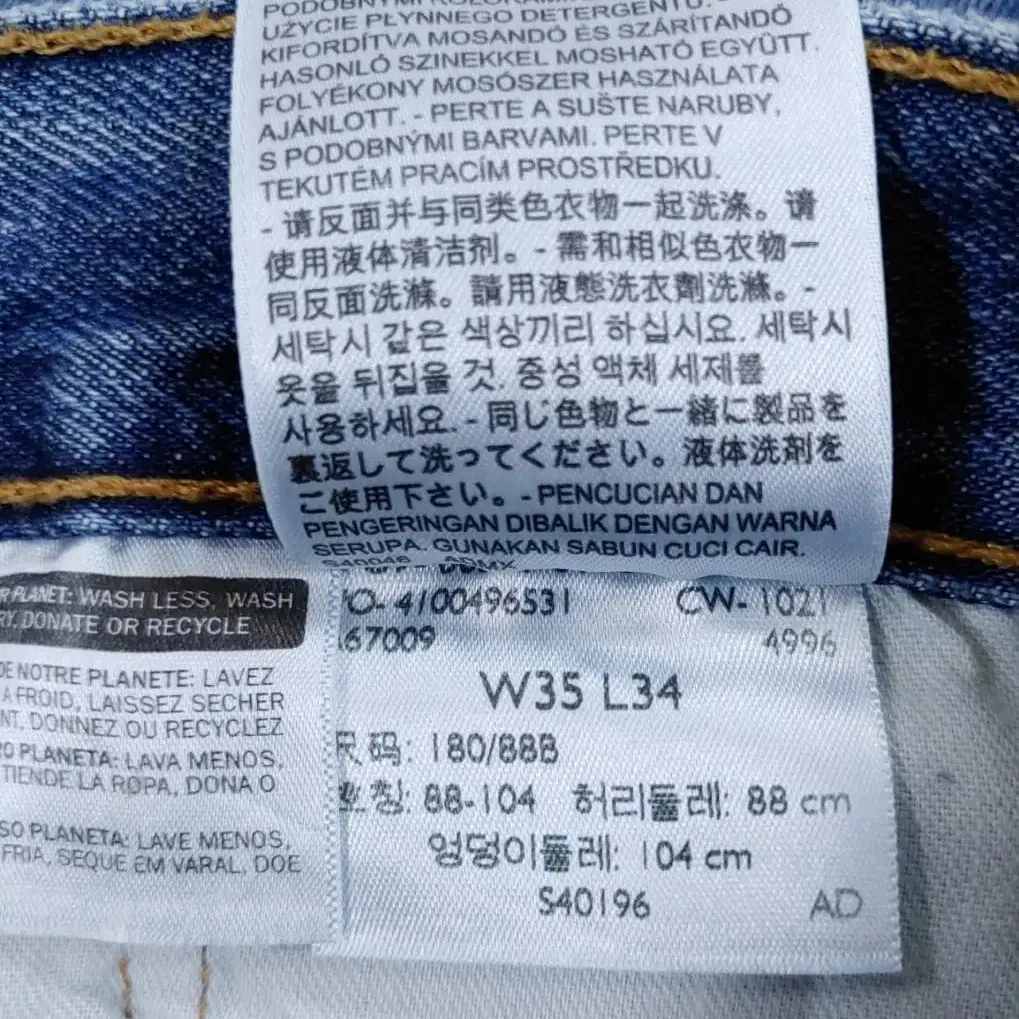 UŻYCIE PŁYNNEGO DETERGENTU.
KIFORDÍTVA MOSANDÓ ÉS SZÁRÍTANDÓ
HASONLÓ SZINEKKEL MOSHATÓ EGYÜTT.
FOLYÉKONY MOSÓSZER HASZNÁLATA
AJÁNLOTT. - PERTE A SUŠTE NARUBY,
S PODOBNÝMI BARVAMI. PERTE V
TEKUTÉM PRACÍM PROSTŘEDKU.
- 请反面并与同类色衣物一起洗涤。请
使用液体清洁剂。- 需和相似色衣物一
同反面洗滌。請用液態洗衣劑洗滌。-
세탁시 같은 색상끼리 하십시요. 세탁시
옷을 뒤집을 것. 중성 액체 세제를
사용하세요. - 同じ色物と一緒に製品を
裏返して洗ってください。液体洗剤を
ご使用下さい。- PENCUCIAN DAN
PENGERINGAN DIBALIK DENGAN WARNA
SERUPA. GUNAKAN SABUN CUCI CAIR.
PLANET: WASH LESS, WASH
DONATE OR RECYCLE
DE NOTRE PLANETE: LAVEZ
A FROID, LAISSEZ SECHER
DONNEZ OU RECYCLEZ
PLANETA: LAVA MENOS,
TIENDE LA ROPA, DONA O
PLANETA: LAVE MENOS,
FRIA, SEQUE EM VARAL, DOE
O- 4100496531 CW- 1021
67009 4996
W35 L34
尺码: 180/88B
호칭: 88-104 허리둘레: 88 cm
엉덩이둘레: 104 cm
S40196 AD